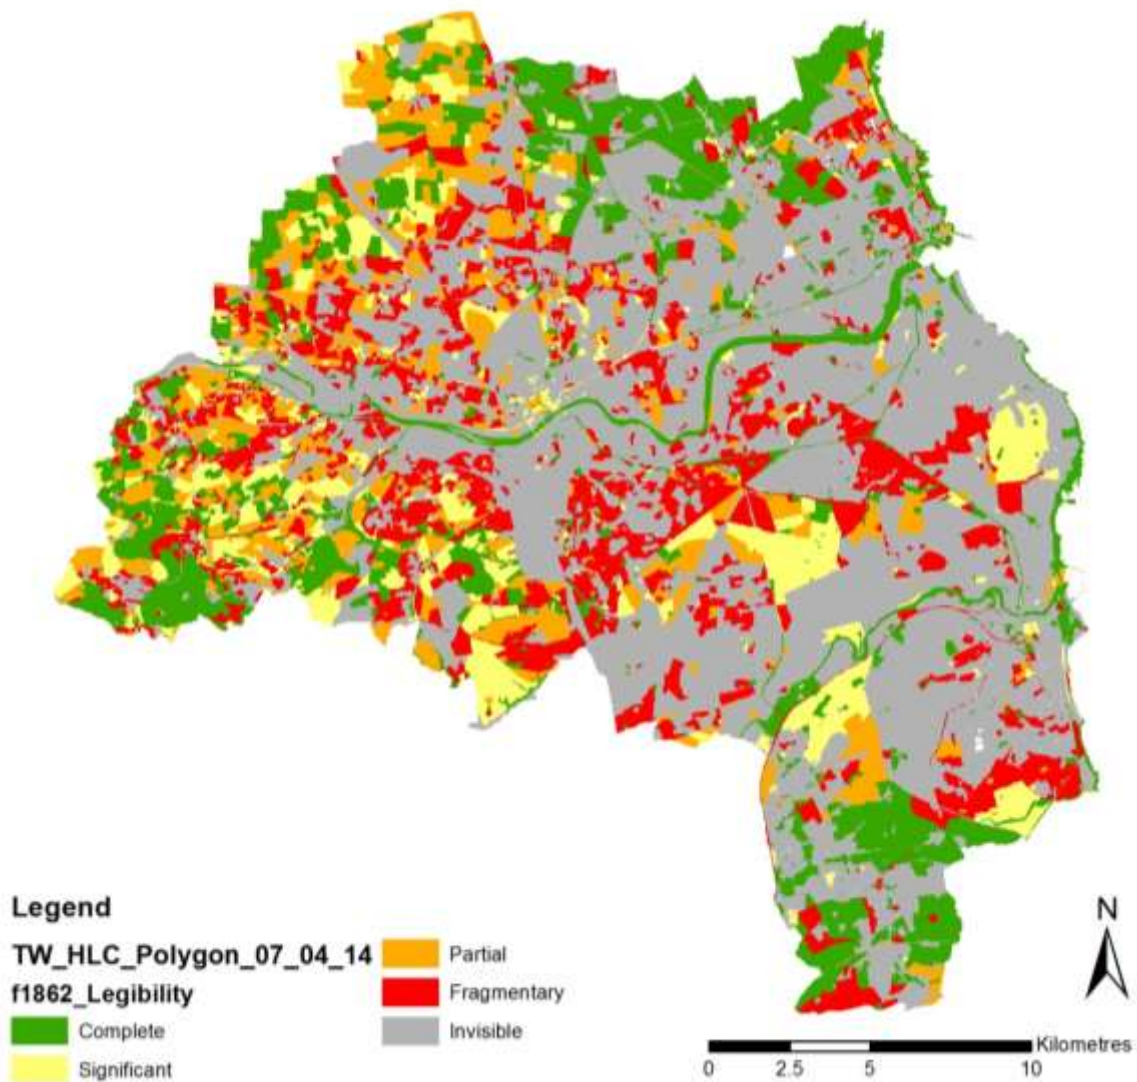 Legend
TW_HLC_Polygon_07_04_14
f1862_Legibility
Complete
Significant
Partial
Fragmentary
Invisible
N
Kilometres
0 2.5 5 10